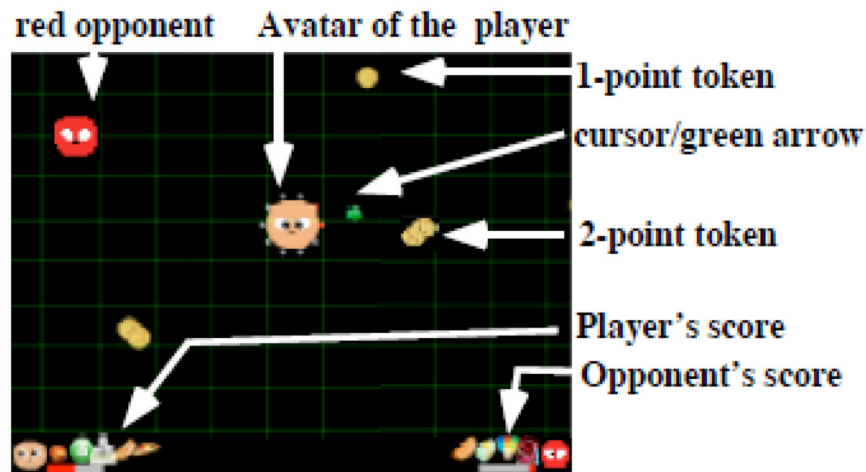 red opponent
Avatar of the player
1-point token
cursor/green arrow
2-point token
Player's score
Opponent's score